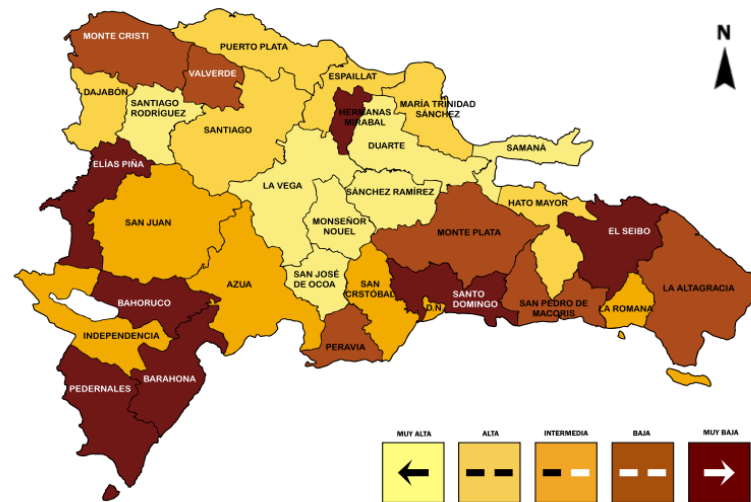 N
MONTE CRISTI
PUERTO PLATA
VALVERDE
ESPAILLAT
DAJABÓN
SANTIAGO
RODRÍGUEZ
MARÍA TRINIDAD
SÁNCHEZ
HERMANAS
MIRABAL
SANTIAGO
DUARTE
SAMANÁ
ELÍAS PIÑA
LA VEGA
SÁNCHEZ RAMÍREZ
HATO MAYOR
SAN JUAN
MONSEÑOR
NOUEL
MONTE PLATA
EL SEIBO
SAN JOSÉ
DE OCOA
AZUA
SAN
CRSTÓBAL
BAHORUCO
SANTO
DOMINGO
D.N.
SAN PEDRO DE
MACORIS
LA ROMANA
LA ALTAGRACIA
INDEPENDENCIA
PERAVIA
PEDERNALES
BARAHONA
MUY ALTA
ALTA
INTERMEDIA
BAJA
MUY BAJA